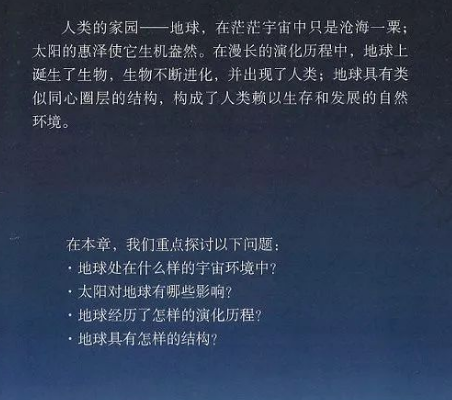 人类的家园——地球，在茫茫宇宙中只是沧海一粟；
太阳的惠泽使它生机盎然。在漫长的演化历程中，地球上
诞生了生物，生物不断进化，并出现了人类；地球具有类
似同心圈层的结构，构成了人类赖以生存和发展的自然
环境。
在本章，我们重点探讨以下问题：
·地球处在什么样的宇宙环境中？
·太阳对地球有哪些影响？
·地球经历了怎样的演化历程？
·地球具有怎样的结构？